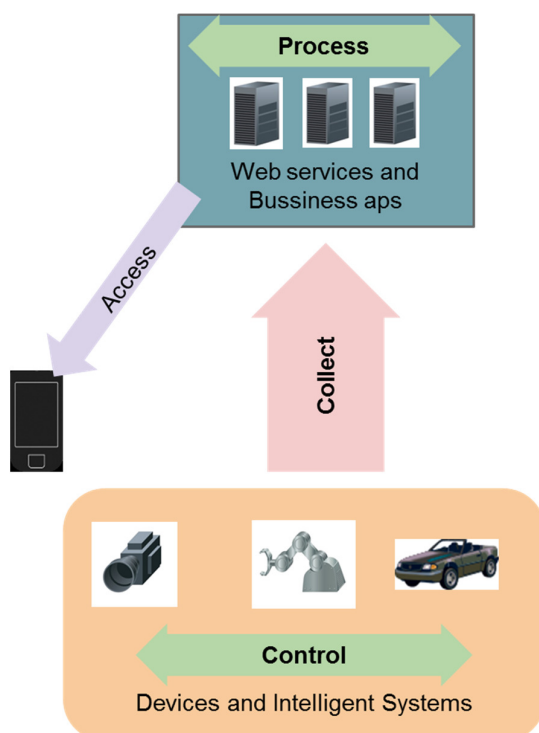 Process
Web services and
Bussiness aps
Access
Collect
Control
Devices and Intelligent Systems